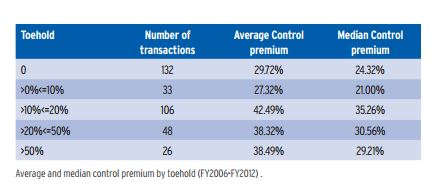 Toehold Number of transactions Average Control premium Median Control premium
0 132 29.72% 24.32%
>0%<=10% 33 27.32% 21.00%
>10%<=20% 106 42.49% 35.26%
>20%<=50% 48 38.32% 30.56%
>50% 26 38.49% 29.21%
Average and median control premium by toehold (FY2006-FY2012) .